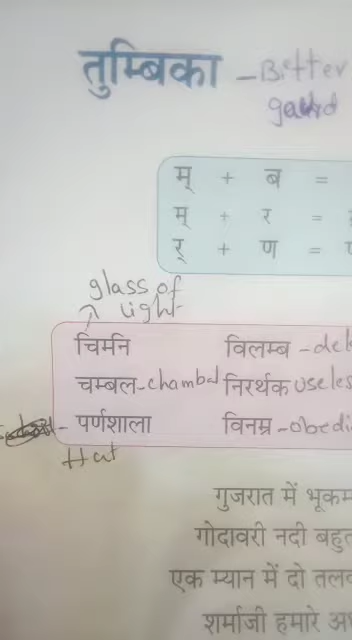 तुम्बिका - Bitter
gaurd
म् + ब =
म् + र =
र् + ण =
glass of
light
चिर्मन विलम्ब - del
चम्बल - chambal निरर्थक useles
पर्णशाला विनम्र - obedi
Hut
गुजरात में भूकम
गोदावरी नदी बहुत
एक म्यान में दो तलव
शर्माजी हमारे अ